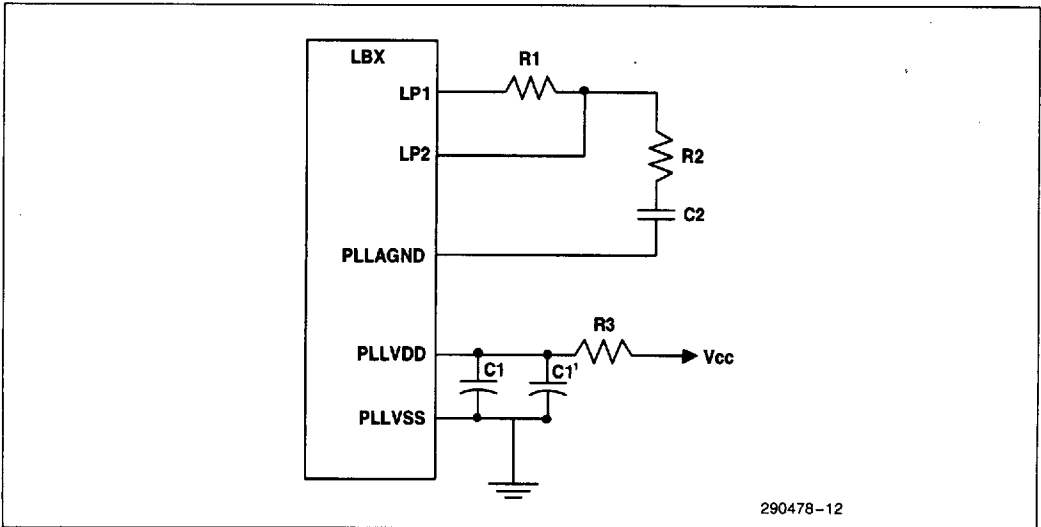 LBX
R1
LP1
LP2
R2
C2
PLLAGND
R3
PLLVDD
C1
C1'
Vcc
PLLVSS
290478-12